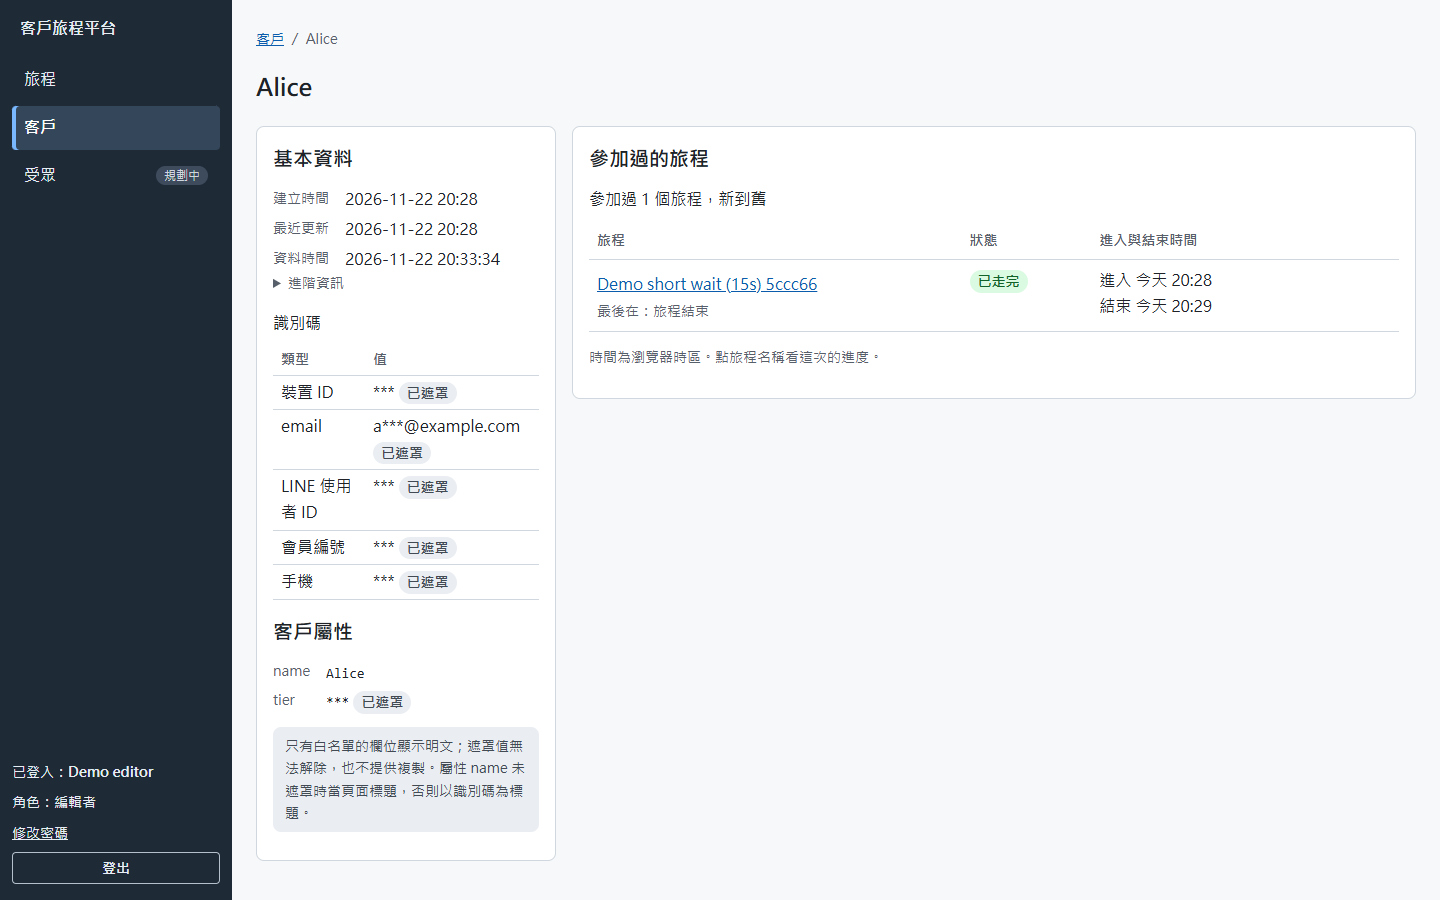 客戶旅程平台
旅程
客戶
受眾 規劃中
已登入：Demo editor
角色：編輯者
修改密碼
登出
客戶 / Alice
Alice
基本資料
建立時間 2026-11-22 20:28
最近更新 2026-11-22 20:28
資料時間 2026-11-22 20:33:34
▶ 進階資訊
識別碼
類型 值
裝置 ID *** 已遮罩
email a***@example.com
已遮罩
LINE 使用 *** 已遮罩
者 ID
會員編號 *** 已遮罩
手機 *** 已遮罩
客戶屬性
name Alice
tier *** 已遮罩
只有白名單的欄位顯示明文；遮罩值無
法解除，也不提供複製。屬性 name 未
遮罩時當頁面標題，否則以識別碼為標
題。
參加過的旅程
參加過 1 個旅程，新到舊
旅程 狀態 進入與結束時間
Demo short wait (15s) 5ccc66 已走完 進入 今天 20:28
最後在：旅程結束 結束 今天 20:29
時間為瀏覽器時區。點旅程名稱看這次的進度。